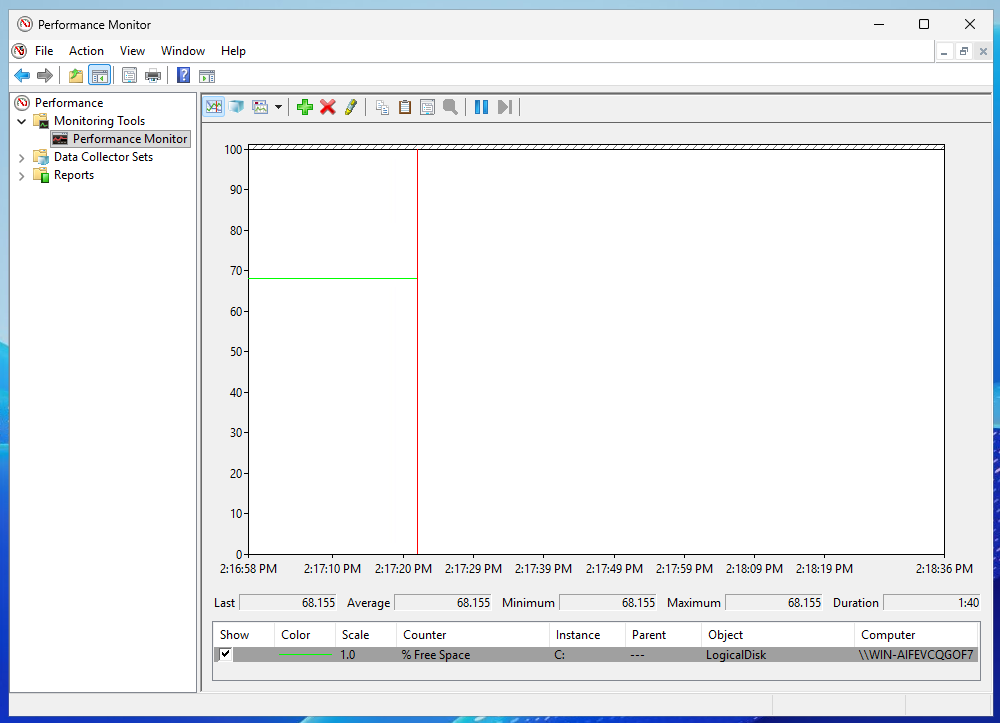 Performance Monitor
File Action View Window Help
Performance
Monitoring Tools
Performance Monitor
Data Collector Sets
Reports
100
90
80
70
60
50
40
30
20
10
0
2:16:58 PM 2:17:10 PM 2:17:20 PM 2:17:29 PM 2:17:39 PM 2:17:49 PM 2:17:59 PM 2:18:09 PM 2:18:19 PM 2:18:36 PM
Last 68.155 Average 68.155 Minimum 68.155 Maximum 68.155 Duration 1:40
Show Color Scale Counter Instance Parent Object Computer
1.0 % Free Space C: --- LogicalDisk \\WIN-AIFEVCQGOF7